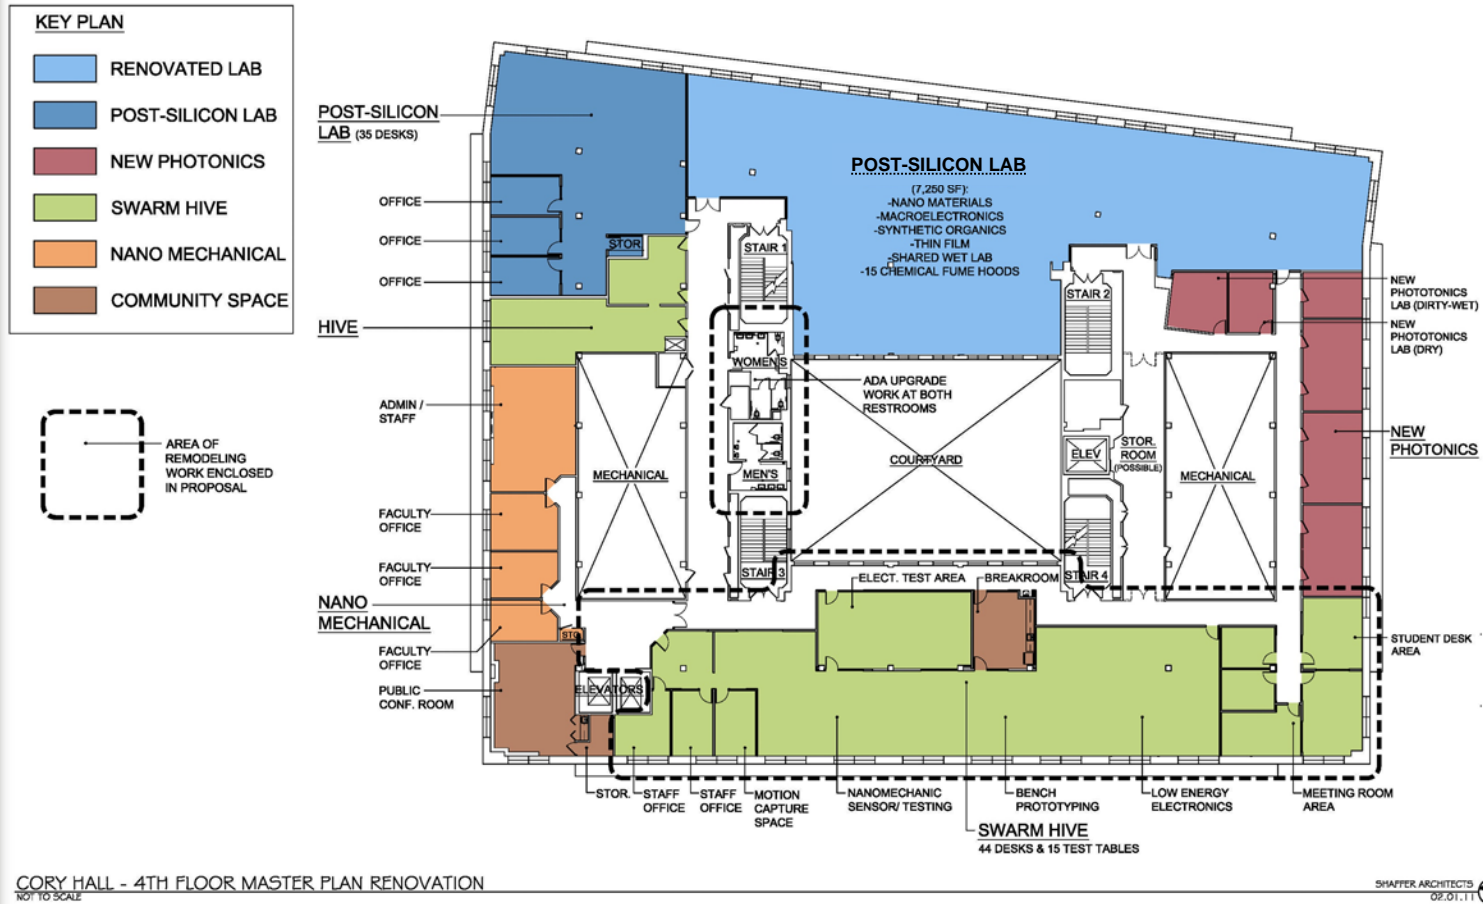 KEY PLAN
RENOVATED LAB
POST-SILICON LAB
NEW PHOTONICS
SWARM HIVE
NANO MECHANICAL
COMMUNITY SPACE
AREA OF
REMODELING
WORK ENCLOSED
IN PROPOSAL
POST-SILICON
LAB (35 DESKS)
OFFICE
OFFICE
OFFICE
HIVE
ADMIN /
STAFF
FACULTY
OFFICE
FACULTY
OFFICE
NANO
MECHANICAL
FACULTY
OFFICE
PUBLIC
CONF. ROOM
STOR
STAIR 1
POST-SILICON LAB
(7,250 SF):
-NANO MATERIALS
-MACROELECTRONICS
-SYNTHETIC ORGANICS
-THIN FILM
-SHARED WET LAB
-15 CHEMICAL FUME HOODS
STAIR 2
NEW
PHOTOTONICS
LAB (DIRTY-WET)
NEW
PHOTOTONICS
LAB (DRY)
WOMEN'S
ADA UPGRADE
WORK AT BOTH
RESTROOMS
MECHANICAL
MEN'S
COURTYARD
ELEV
STOR.
ROOM
(POSSIBLE)
MECHANICAL
NEW
PHOTONICS
STAIR 3
ELECT. TEST AREA
BREAKROOM
STAIR 4
STO
ELEVATORS
STUDENT DESK
AREA
STOR.
STAFF
OFFICE
STAFF
OFFICE
MOTION
CAPTURE
SPACE
NANOMECHANIC
SENSOR/ TESTING
BENCH
PROTOTYPING
LOW ENERGY
ELECTRONICS
MEETING ROOM
AREA
SWARM HIVE
44 DESKS & 15 TEST TABLES
CORY HALL - 4TH FLOOR MASTER PLAN RENOVATION
NOT TO SCALE
SHAFFER ARCHITECTS
02.01.11